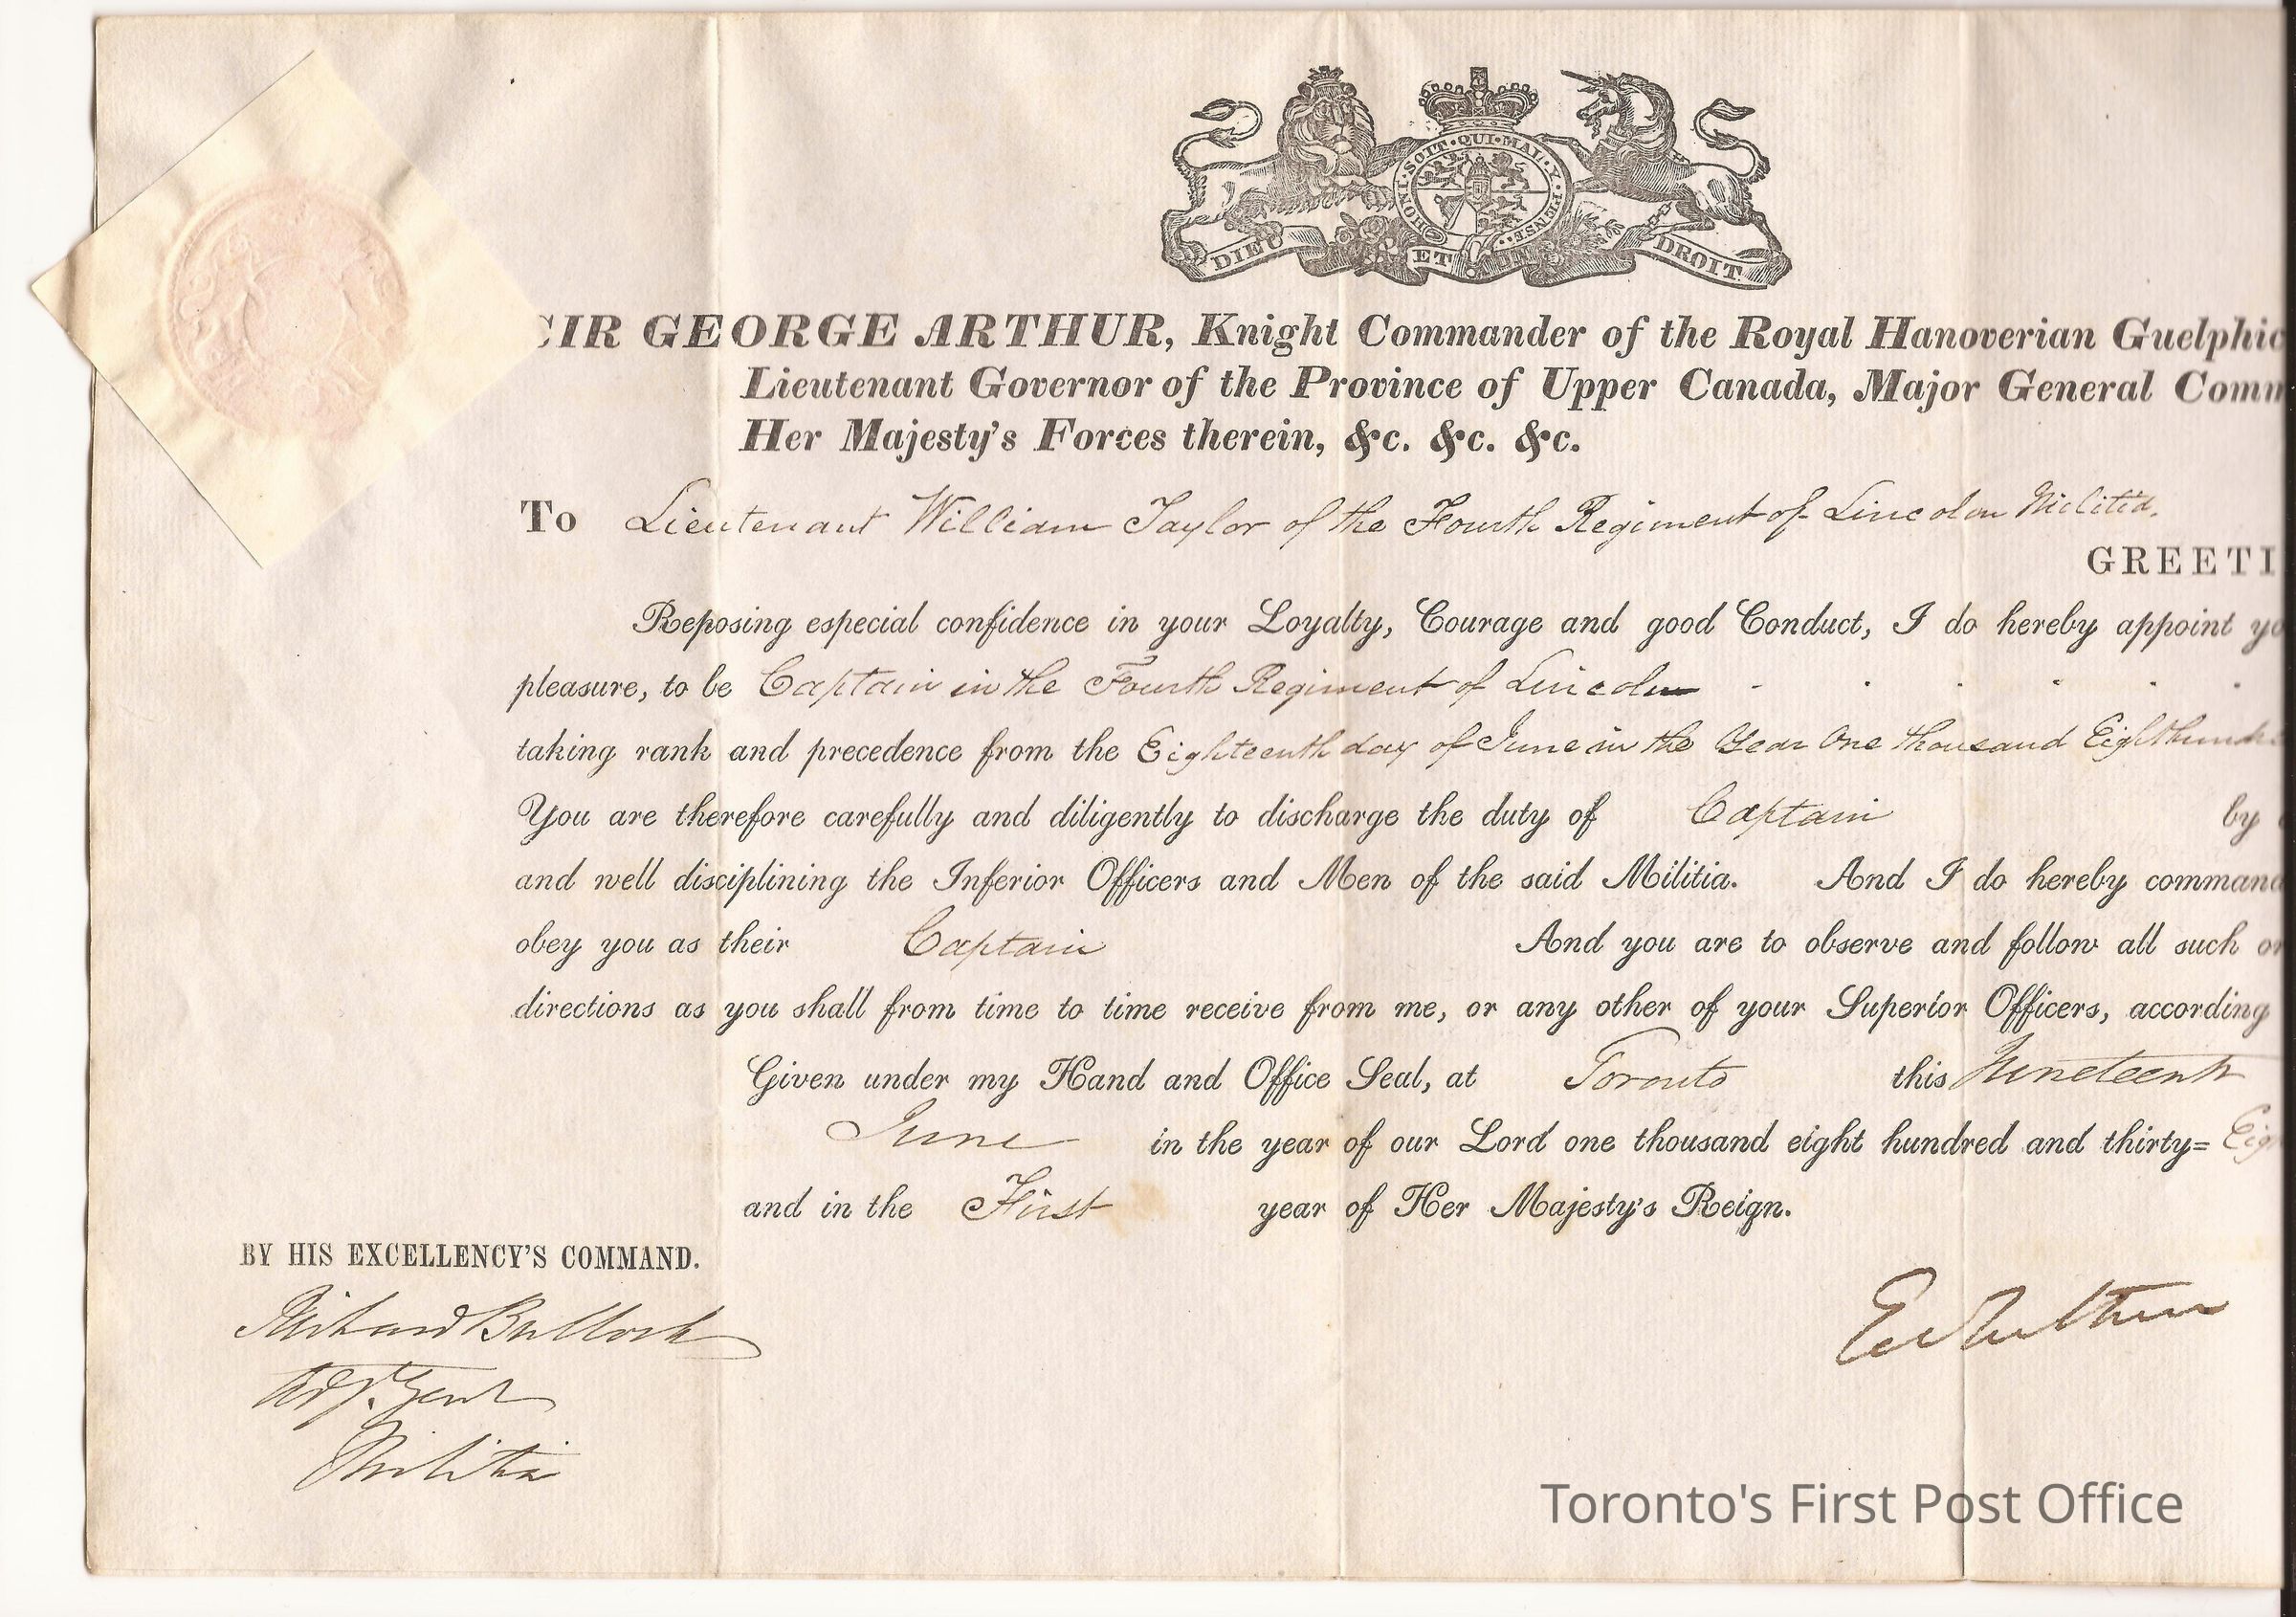 HONI·SOIT·QUI·MAL·Y·PENSE
DIEU ET MON DROIT
SIR GEORGE ARTHUR, Knight Commander of the Royal Hanoverian Guelphic
Lieutenant Governor of the Province of Upper Canada, Major General Comm
Her Majesty's Forces therein, &c. &c. &c.
To Lieutenant William Taylor of the Fourth Regiment of Lincoln Militia.
GREETI
Reposing especial confidence in your Loyalty, Courage and good Conduct, I do hereby appoint yo
pleasure, to be Captain in the Fourth Regiment of Lincoln
taking rank and precedence from the Eighteenth day of June in the Year One thousand Eighthundre
You are therefore carefully and diligently to discharge the duty of Captain by
and well disciplining the Inferior Officers and Men of the said Militia. And I do hereby command
obey you as their Captain And you are to observe and follow all such or
directions as you shall from time to time receive from me, or any other of your Superior Officers, according
Given under my Hand and Office Seal, at Toronto this Nineteenth
June in the year of our Lord one thousand eight hundred and thirty= Eig
and in the First year of Her Majesty's Reign.
BY HIS EXCELLENCY'S COMMAND.
Richard Bullock
Adjt. Genl
Militia
Geo Arthur
Toronto's First Post Office